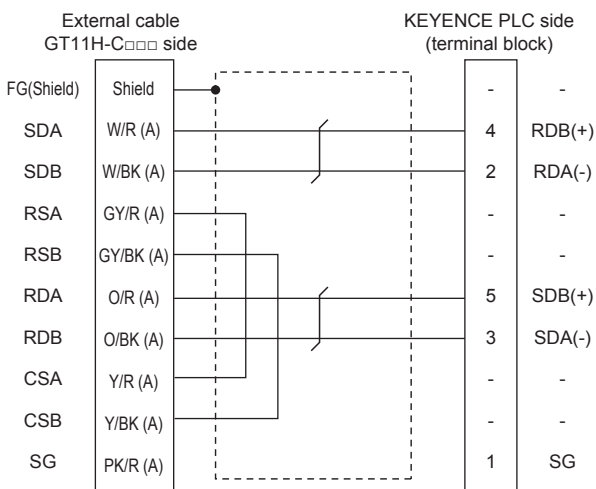 External cable
GT11H-C□□□ side
KEYENCE PLC side
(terminal block)
FG(Shield) Shield - -
SDA W/R (A) 4 RDB(+)
SDB W/BK (A) 2 RDA(-)
RSA GY/R (A) - -
RSB GY/BK (A) - -
RDA O/R (A) 5 SDB(+)
RDB O/BK (A) 3 SDA(-)
CSA Y/R (A) - -
CSB Y/BK (A) - -
SG PK/R (A) 1 SG